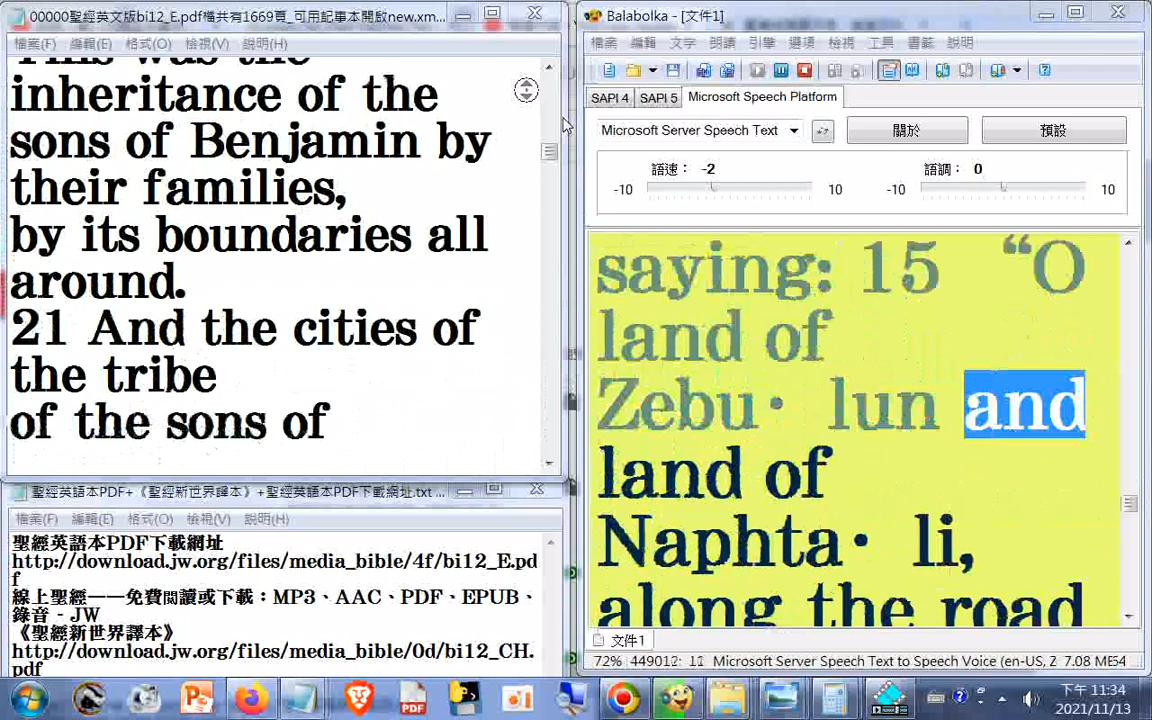 00000聖經英文版bi12_E.pdf檔共有1669頁_可用記事本開啟new.xm...
檔案(F) 編輯(E) 格式(O) 檢視(V) 說明(H)
This was the
inheritance of the
sons of Benjamin by
their families,
by its boundaries all
around.
21 And the cities of
the tribe
of the sons of
聖經英語本PDF+《聖經新世界譯本》+聖經英語本PDF下載網址.txt ...
檔案(F) 編輯(E) 格式(O) 檢視(V) 說明(H)
聖經英語本PDF下載網址
http://download.jw.org/files/media_bible/4f/bi12_E.pd
f
線上聖經──免費閱讀或下載：MP3、AAC、PDF、EPUB、
錄音 - JW
《聖經新世界譯本》
http://download.jw.org/files/media_bible/0d/bi12_CH.
pdf
Balabolka - [文件1]
檔案 編輯 文字 朗讀 引擎 選項 檢視 工具 書籤 說明
SAPI 4 SAPI 5 Microsoft Speech Platform
Microsoft Server Speech Text 關於 預設
語速： -2 語調： 0
-10 10 -10 10
saying: 15 “O
land of
Zebu· lun and
land of
Naphta· li,
along the road
文件1
72% 449012: 11 Microsoft Server Speech Text to Speech Voice (en-US, Z 7.08 ME54
PDF
下午 11:34
2021/11/13